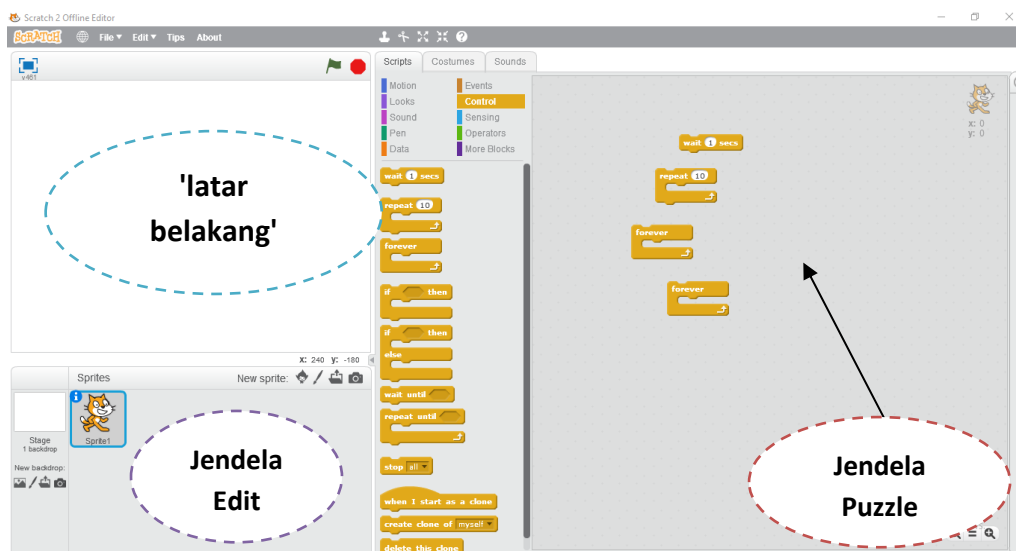 Scratch 2 Offline Editor
SCRATCH File Edit Tips About
v461
Scripts Costumes Sounds
Motion Events
Looks Control
Sound Sensing
Pen Operators
Data More Blocks
x: 0
y: 0
wait 1 secs
repeat 10
forever
if then
if then
else
wait until
repeat until
stop all
when I start as a clone
create clone of myself
delete this clone
wait 1 secs
repeat 10
forever
forever
'latar
belakang'
X: 240 y: -180
Sprites New sprite:
Sprite1
Stage
1 backdrop
New backdrop:
Jendela
Edit
Jendela
Puzzle